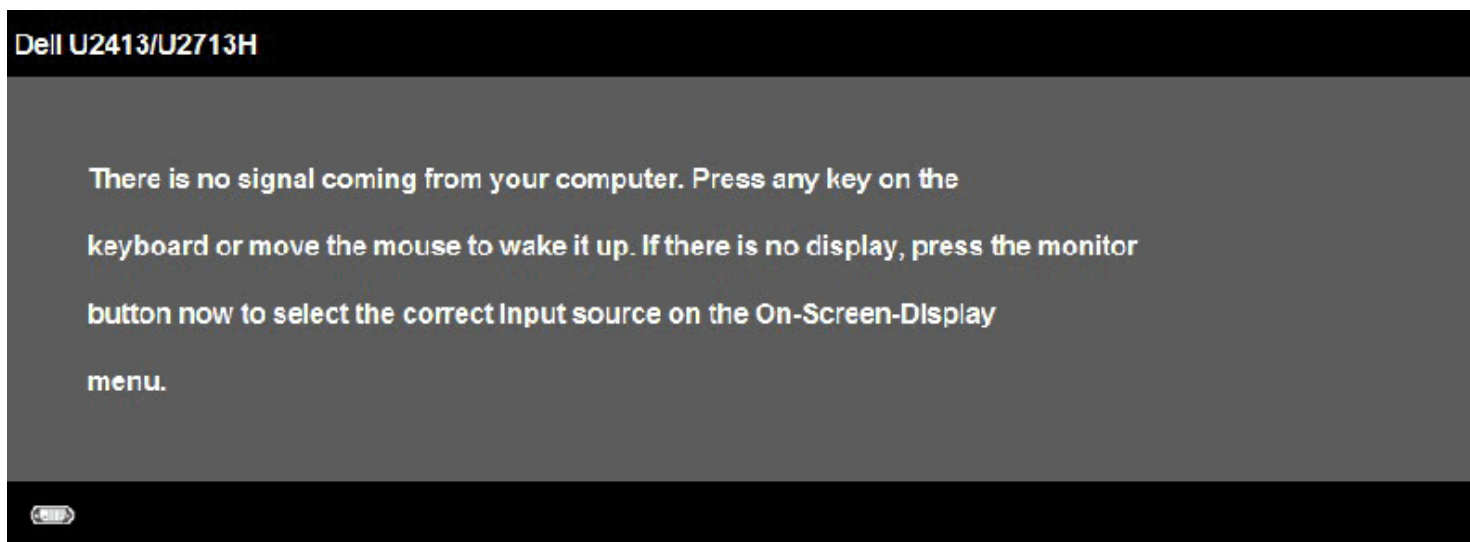 Dell U2413/U2713H
There is no signal coming from your computer. Press any key on the
keyboard or move the mouse to wake it up. If there is no display, press the monitor
button now to select the correct input source on the On-Screen-Display
menu.